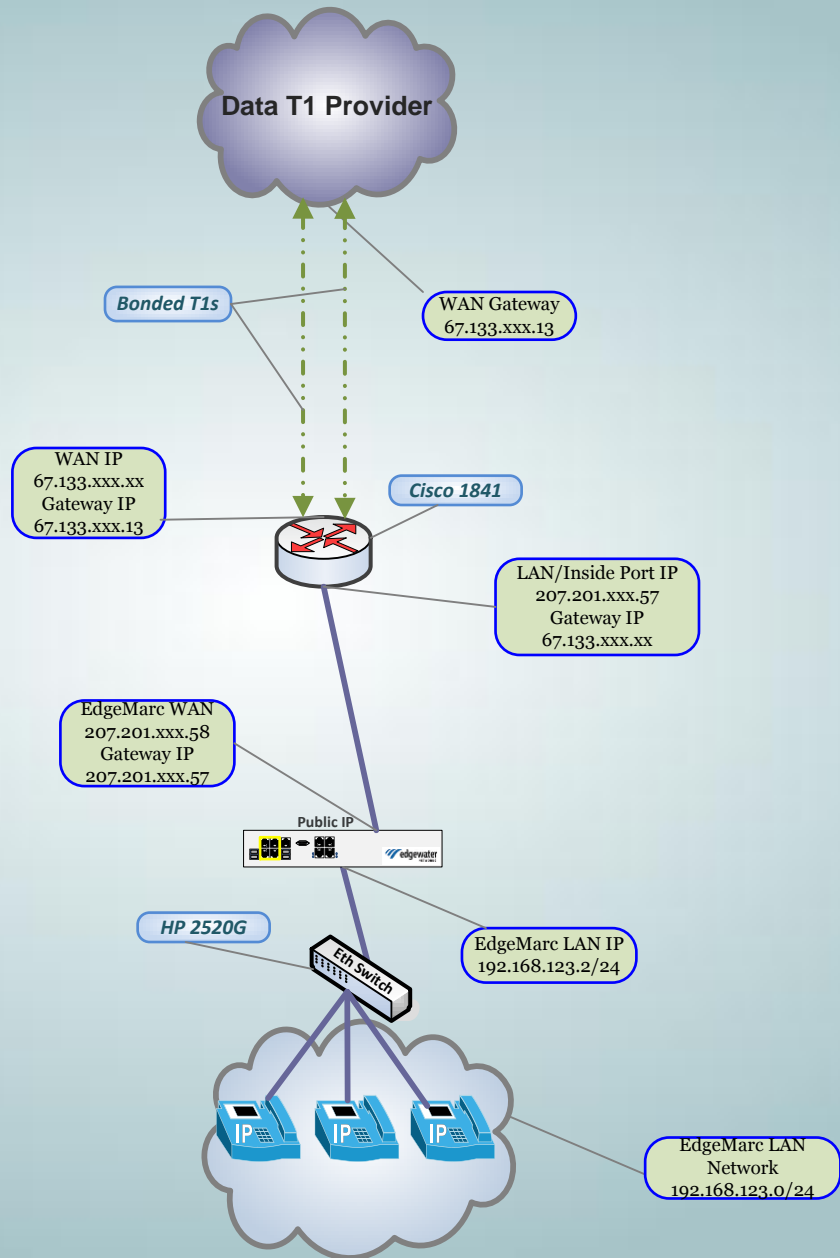 Data T1 Provider
Bonded T1s
WAN Gateway
67.133.xxx.13
WAN IP
67.133.xxx.xx
Gateway IP
67.133.xxx.13
Cisco 1841
LAN/Inside Port IP
207.201.xxx.57
Gateway IP
67.133.xxx.xx
EdgeMarc WAN
207.201.xxx.58
Gateway IP
207.201.xxx.57
Public IP
edgewater
NETWORKS
HP 2520G
Eth Switch
EdgeMarc LAN IP
192.168.123.2/24
IP
IP
IP
EdgeMarc LAN
Network
192.168.123.0/24